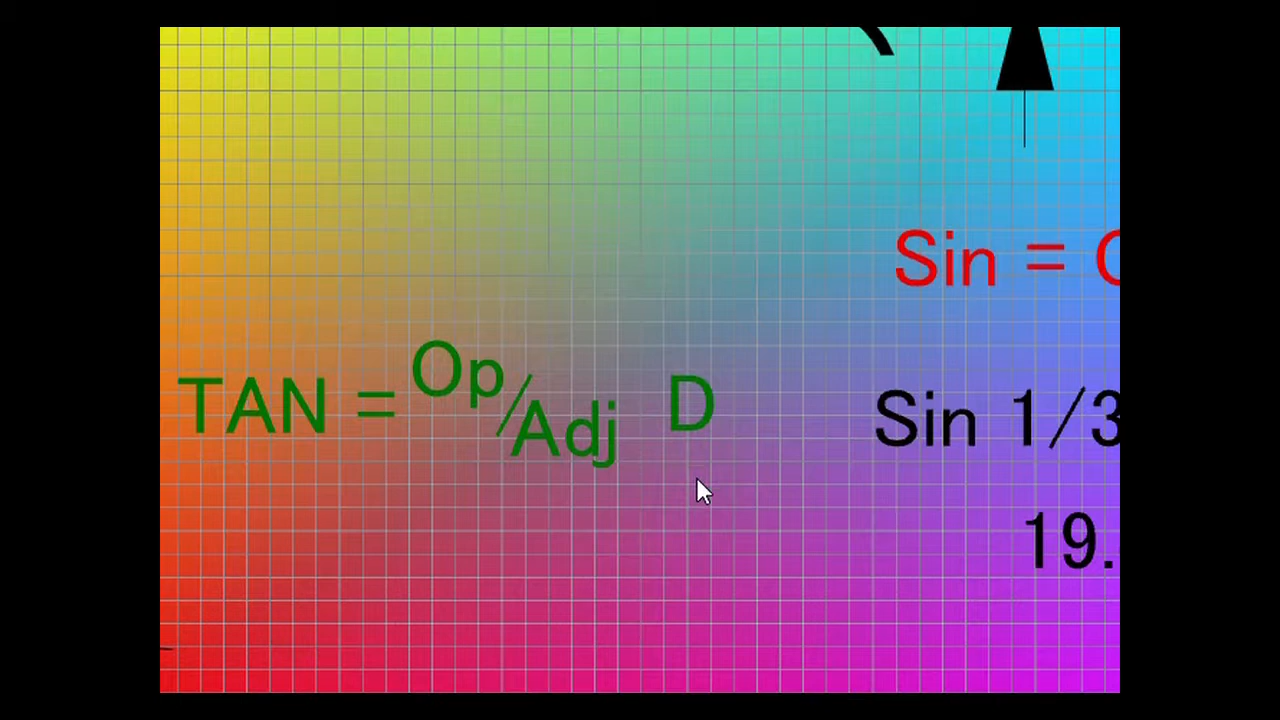 Sin =
TAN = Op/Adj D
Sin 1/3
19.